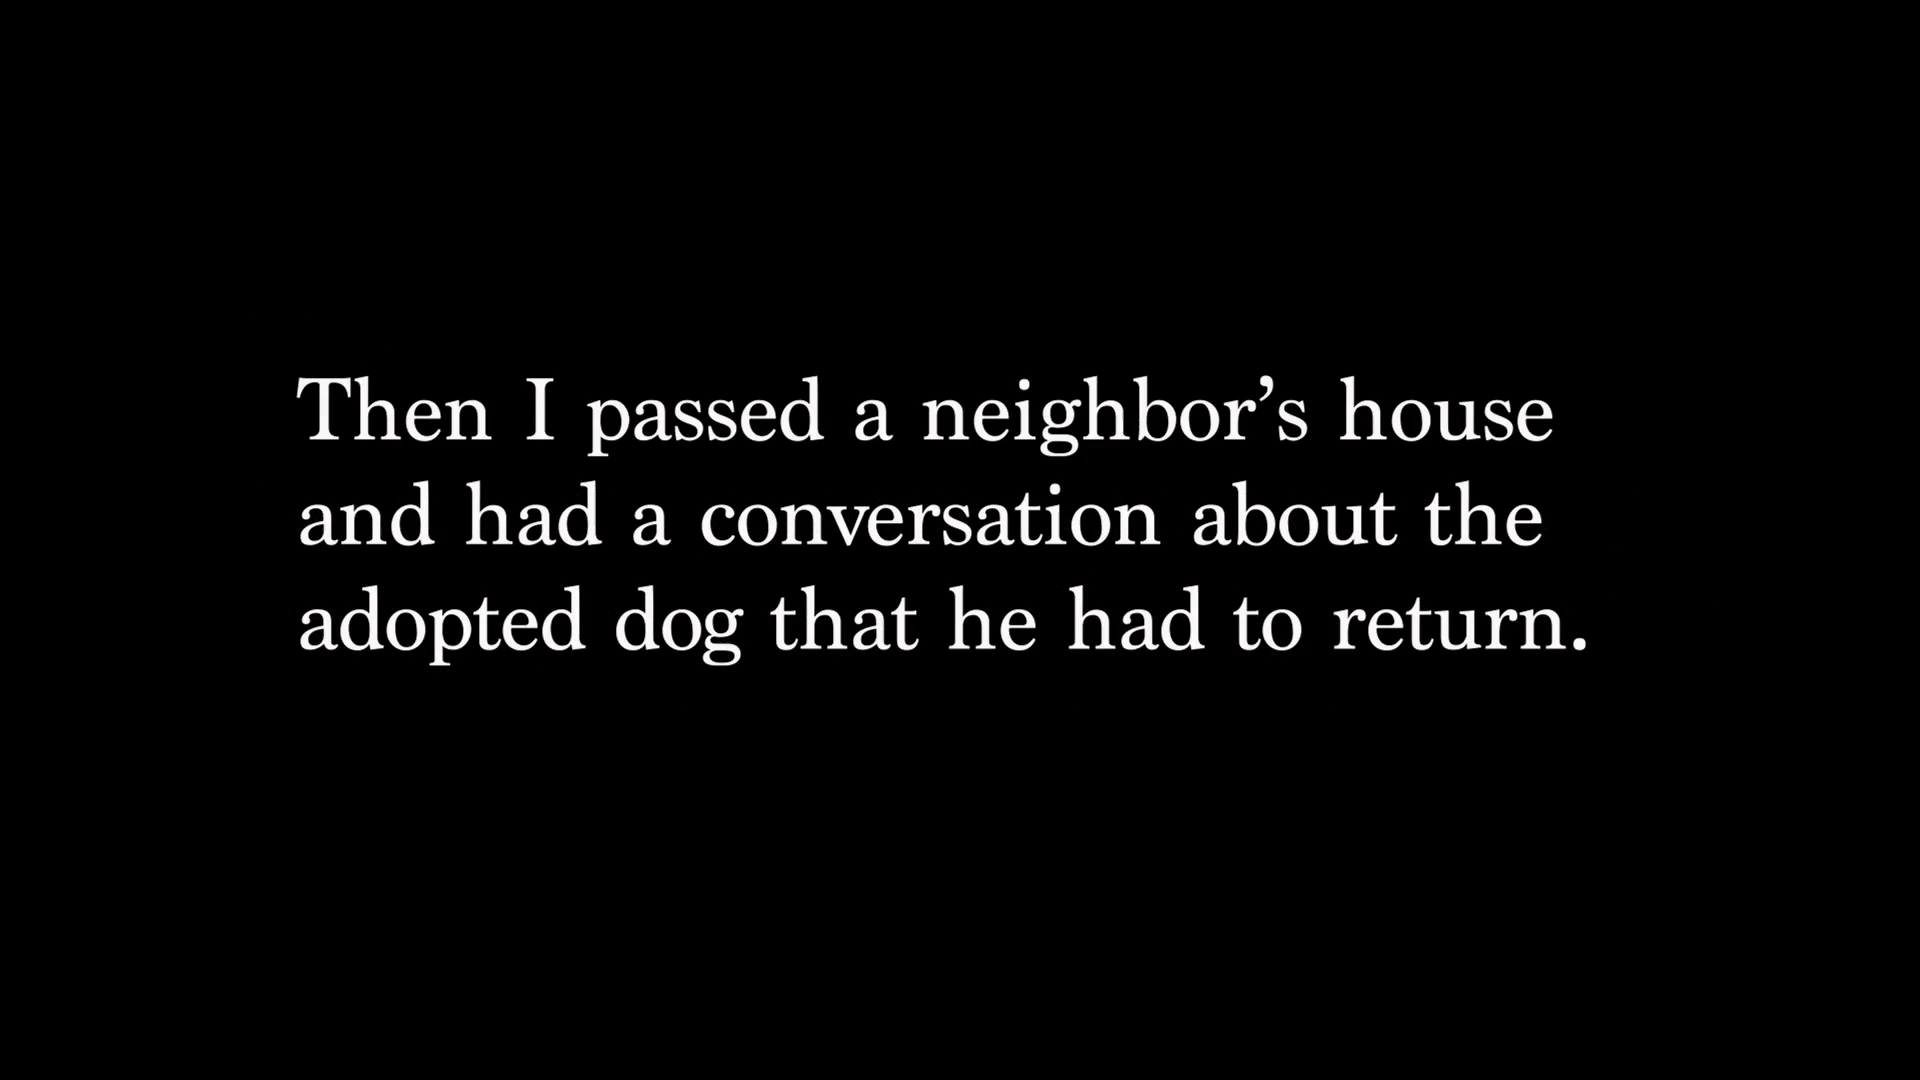 Then I passed a neighbor’s house
and had a conversation about the
adopted dog that he had to return.